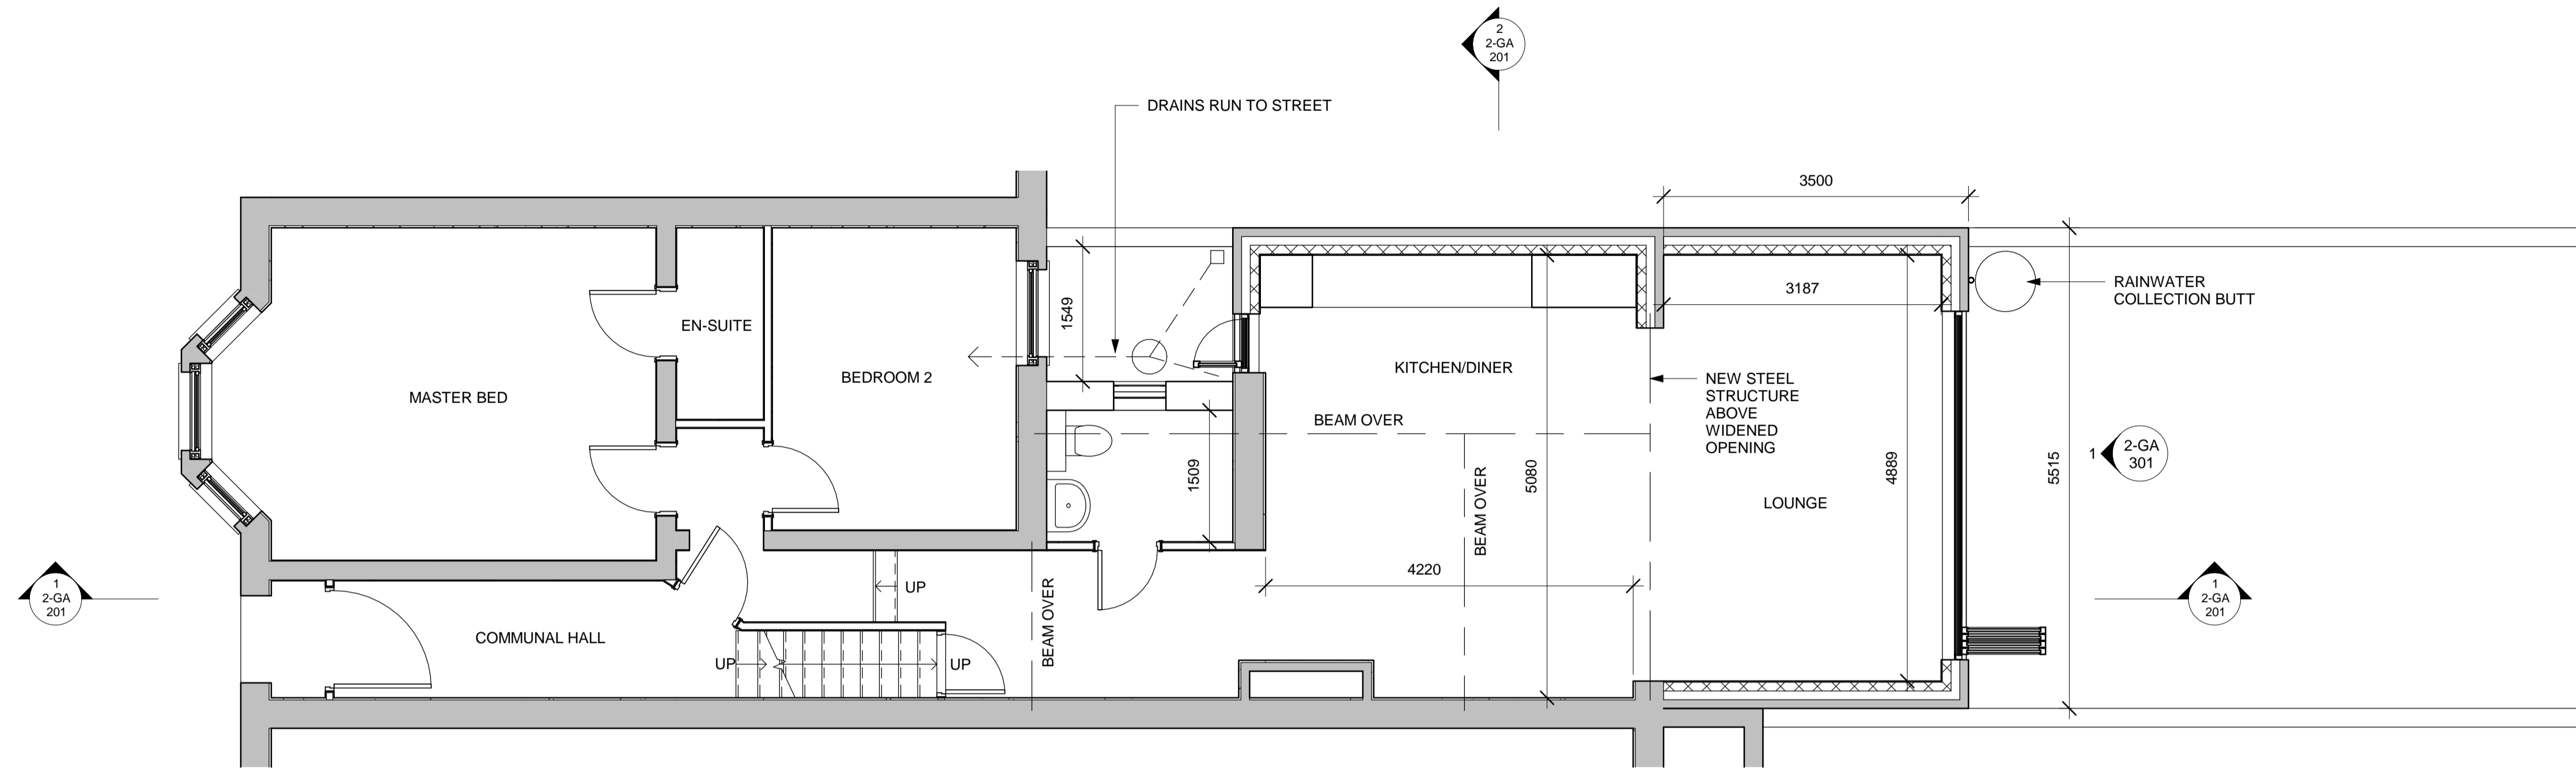 2
2-GA
201
DRAINS RUN TO STREET
3500
1549
3187
RAINWATER
COLLECTION BUTT
EN-SUITE
MASTER BED
BEDROOM 2
KITCHEN/DINER
NEW STEEL
STRUCTURE
ABOVE
WIDENED
OPENING
BEAM OVER
1509
BEAM OVER
5080
4889
5515
1
2-GA
301
LOUNGE
4220
1
2-GA
201
UP
BEAM OVER
COMMUNAL HALL
UP
UP
1
2-GA
201